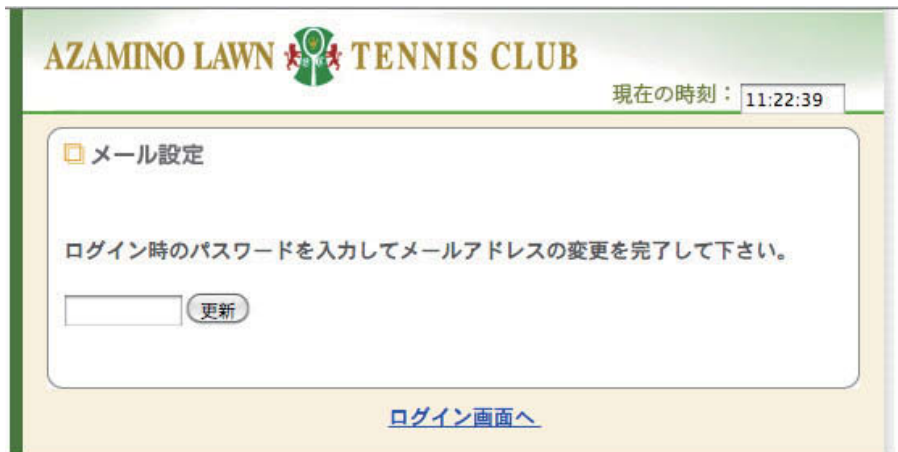 AZAMINO LAWN TENNIS CLUB
現在の時刻：11:22:39
メール設定
ログイン時のパスワードを入力してメールアドレスの変更を完了して下さい。
更新
ログイン画面へ